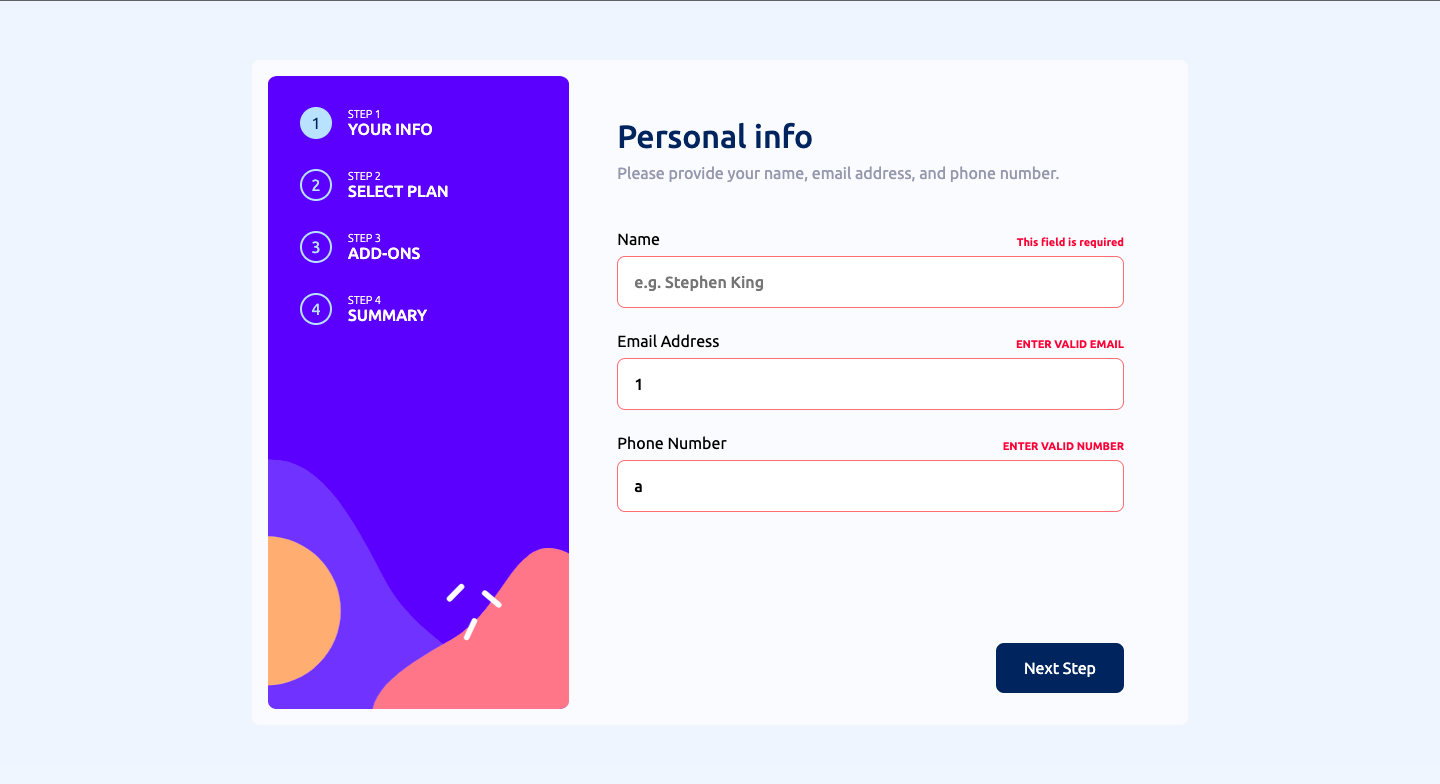 1
STEP 1
YOUR INFO
2
STEP 2
SELECT PLAN
3
STEP 3
ADD-ONS
4
STEP 4
SUMMARY
Personal info
Please provide your name, email address, and phone number.
Name
This field is required
e.g. Stephen King
Email Address
ENTER VALID EMAIL
1
Phone Number
ENTER VALID NUMBER
a
Next Step